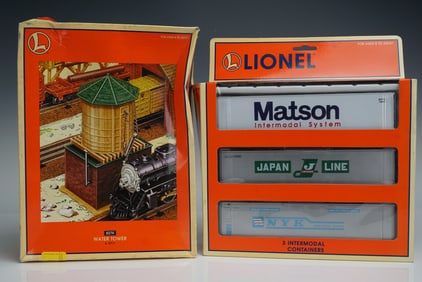 L
WATER TOWER
L LIONEL
Matson
Intermodal System
JAPAN LINE
NYK
3 INTERMODAL
CONTAINERS